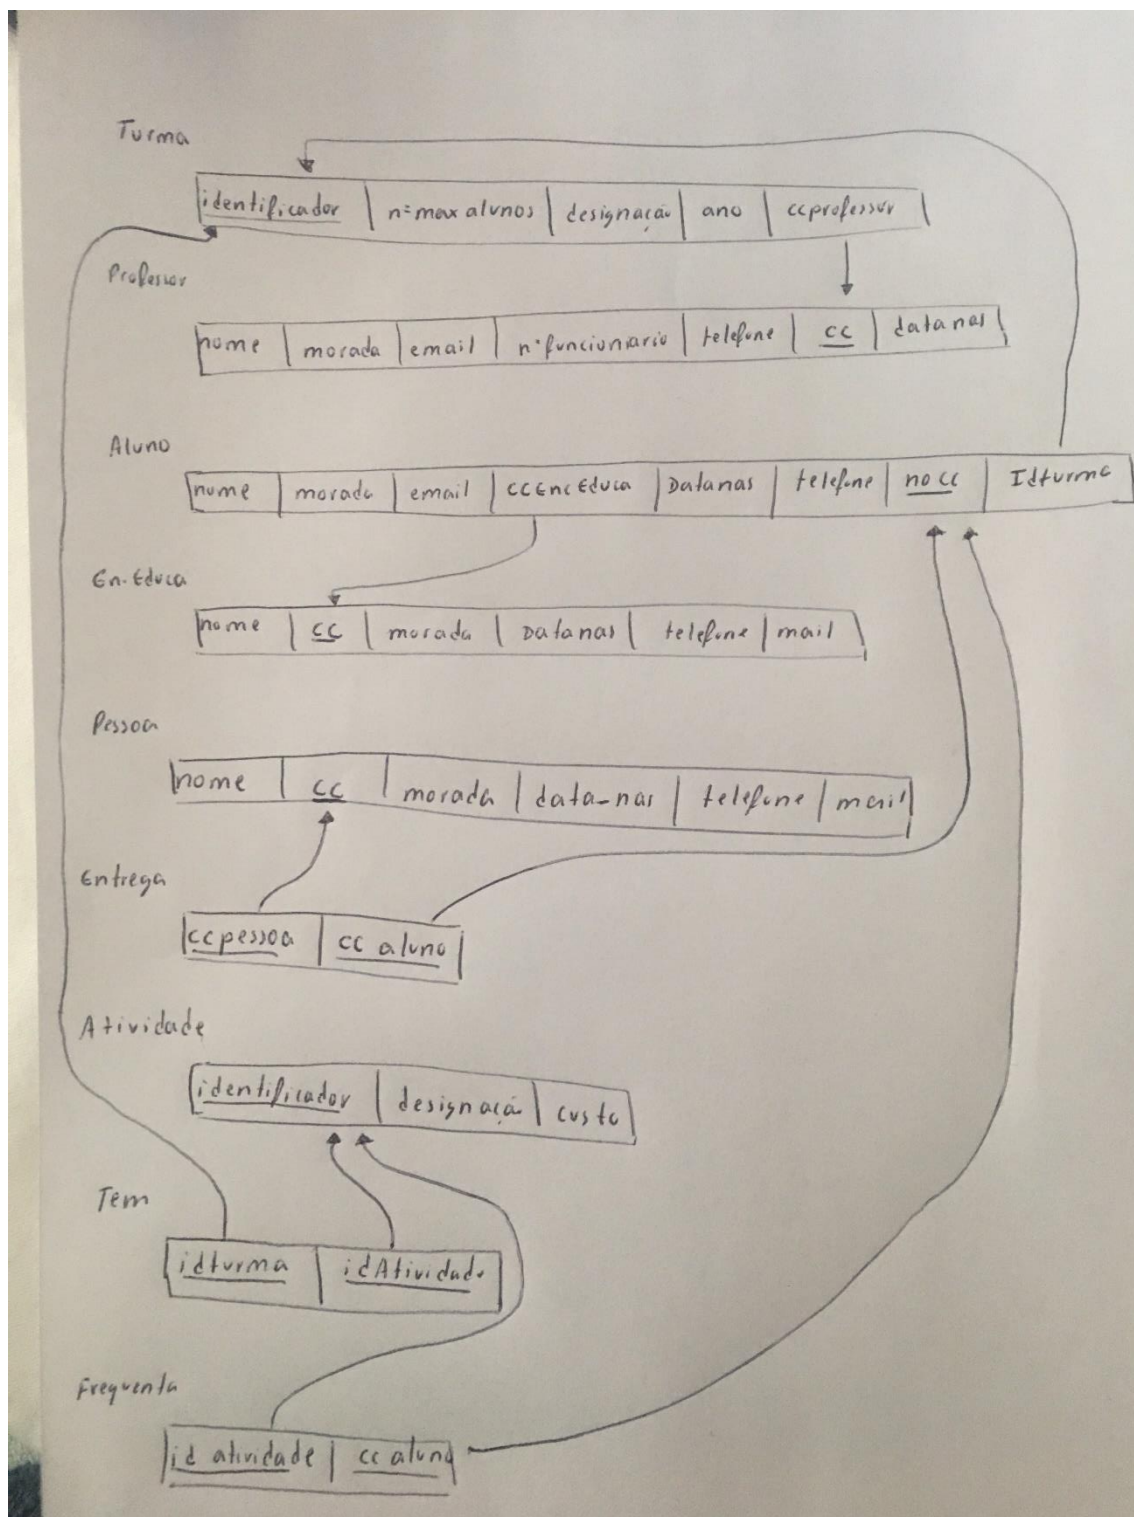 Turma
identificador n=max alunos designação ano ccprofessor
Professor
nome morada email nºfuncionario telefone cc datanas
Aluno
nome morada email CCEncEduca Datanas telefone no cc Idturma
En.Educa
nome cc morada Datanas telefone mail
Pessoa
nome cc morada data-nas telefone mail
Entrega
ccpessoa cc aluno
Atividade
identificador designação custo
Tem
idturma idAtividade
Frequenta
id atividade cc aluno